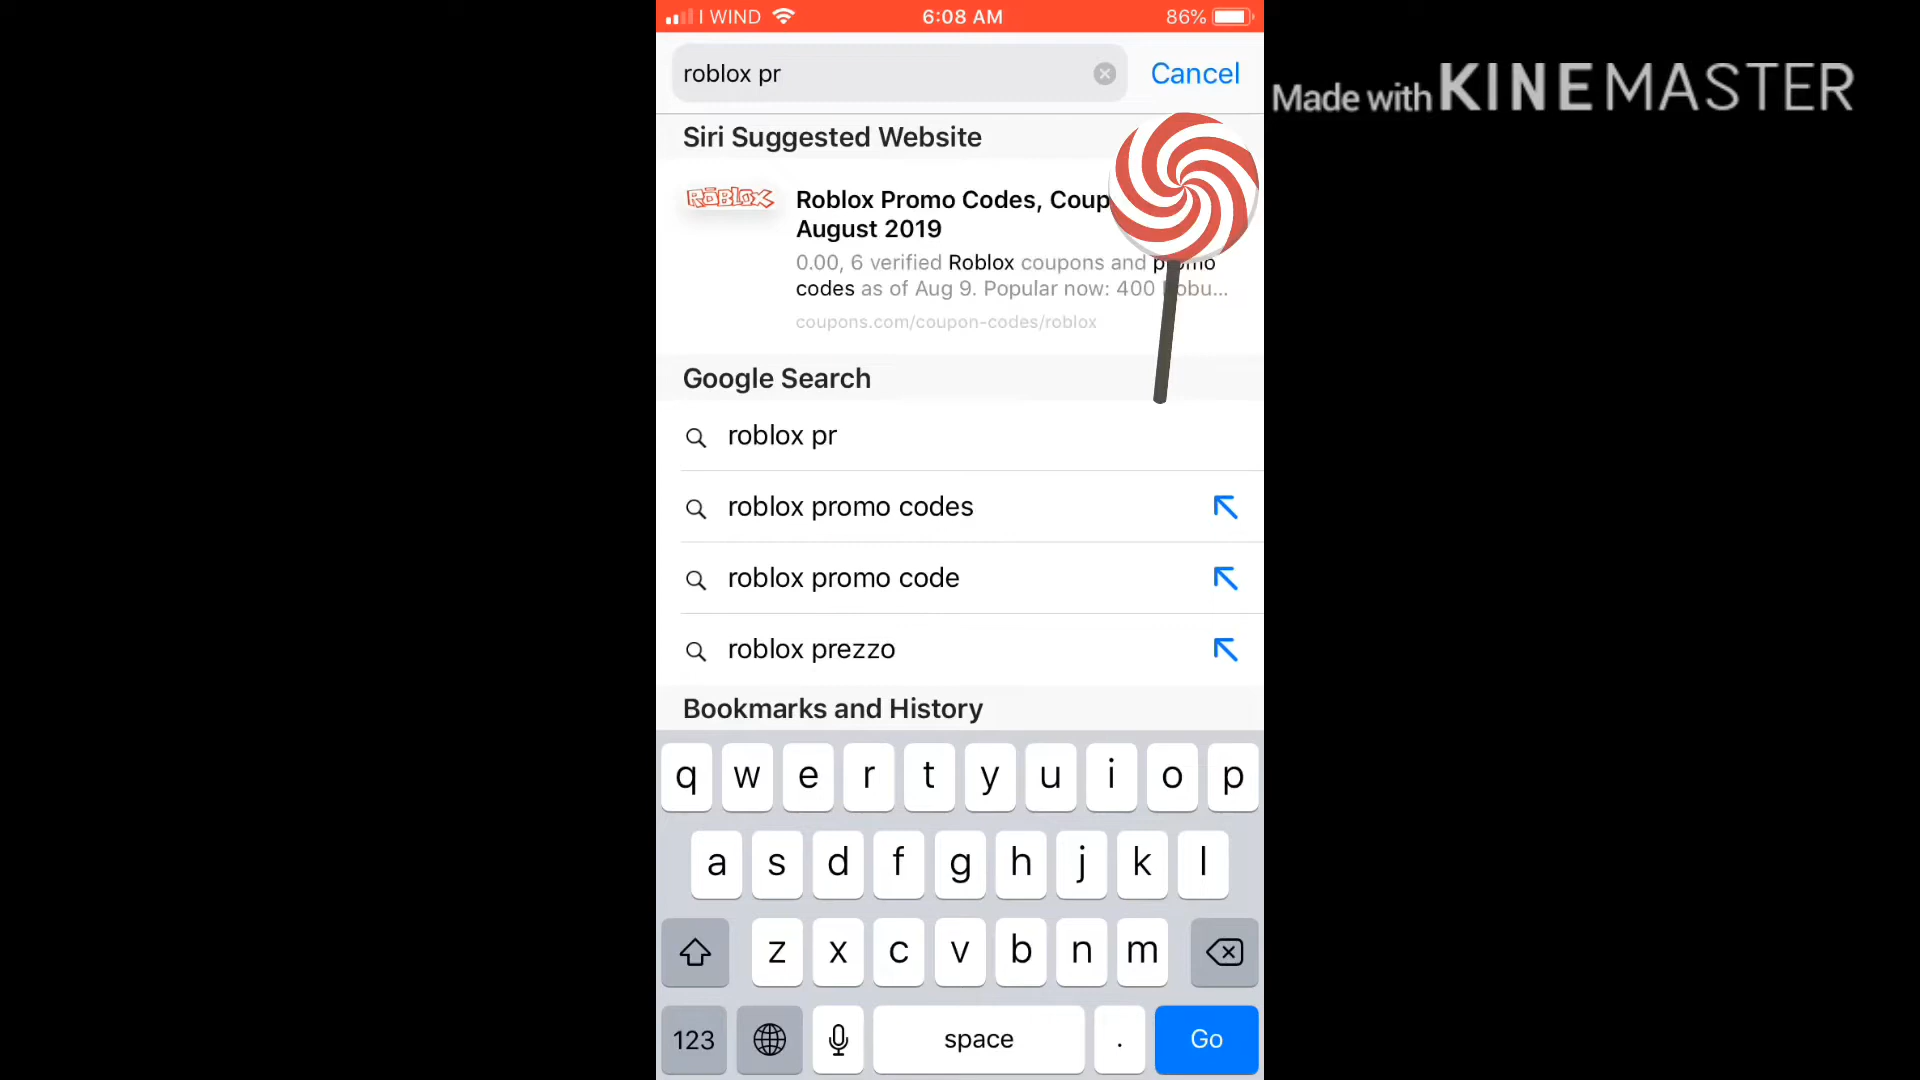 I WIND
6:08 AM
86%
roblox pr
Cancel
Made with KINEMASTER
Siri Suggested Website
ROBLOX
Roblox Promo Codes, Coup
August 2019
0.00, 6 verified Roblox coupons and promo
codes as of Aug 9. Popular now: 400 obu...
coupons.com/coupon-codes/roblox
Google Search
roblox pr
roblox promo codes
roblox promo code
roblox prezzo
Bookmarks and History
q w e r t y u i o p
a s d f g h j k l
z x c v b n m
123 space . Go